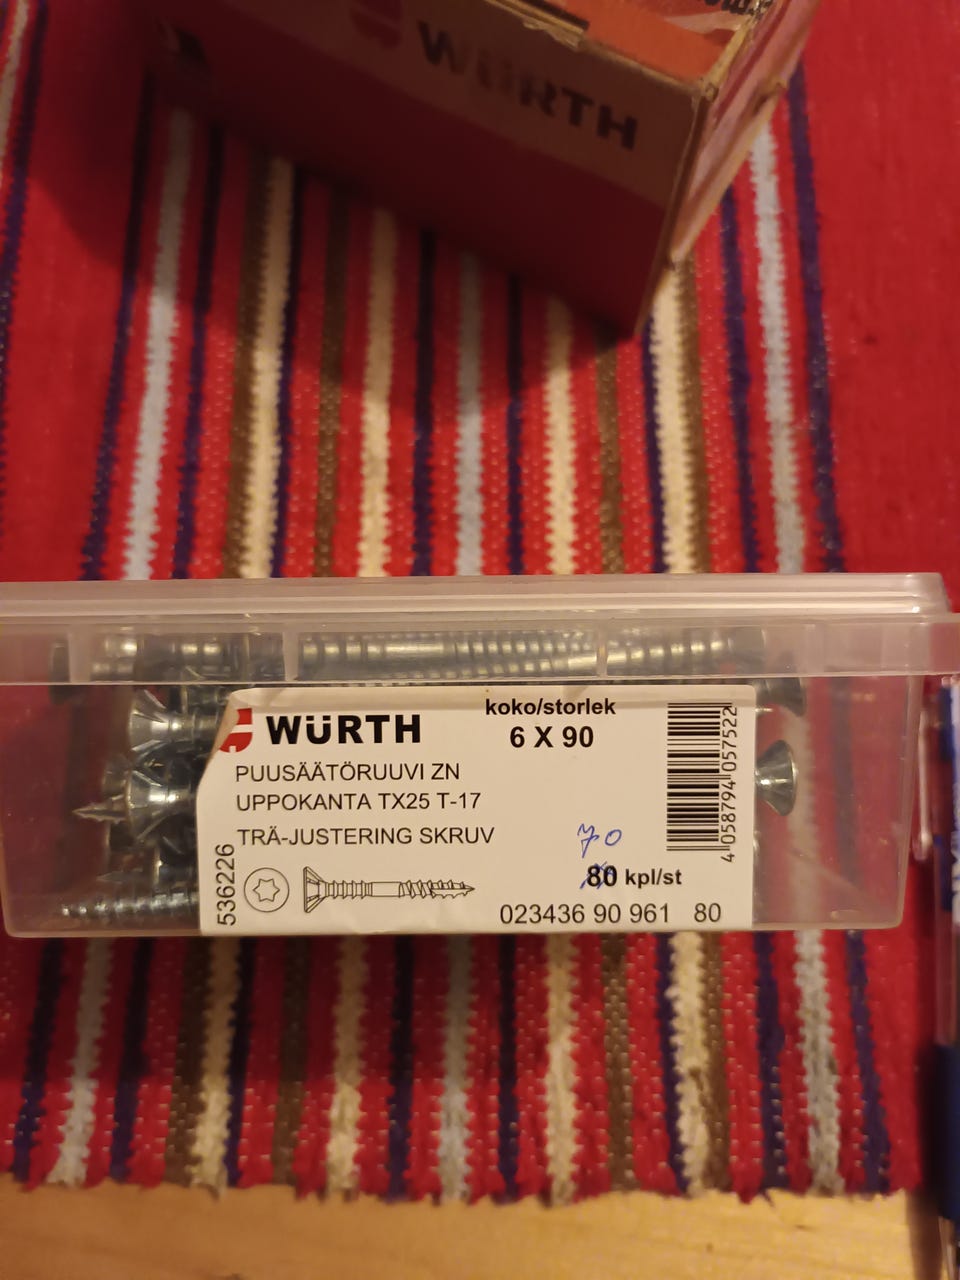 WÜRTH
WÜRTH
koko/storlek
6 X 90
PUUSÄÄTÖRUUVI ZN
UPPOKANTA TX25 T-17
TRÄ-JUSTERING SKRUV
70
80 kpl/st
023436 90 961 80
536226
4 058794 057522